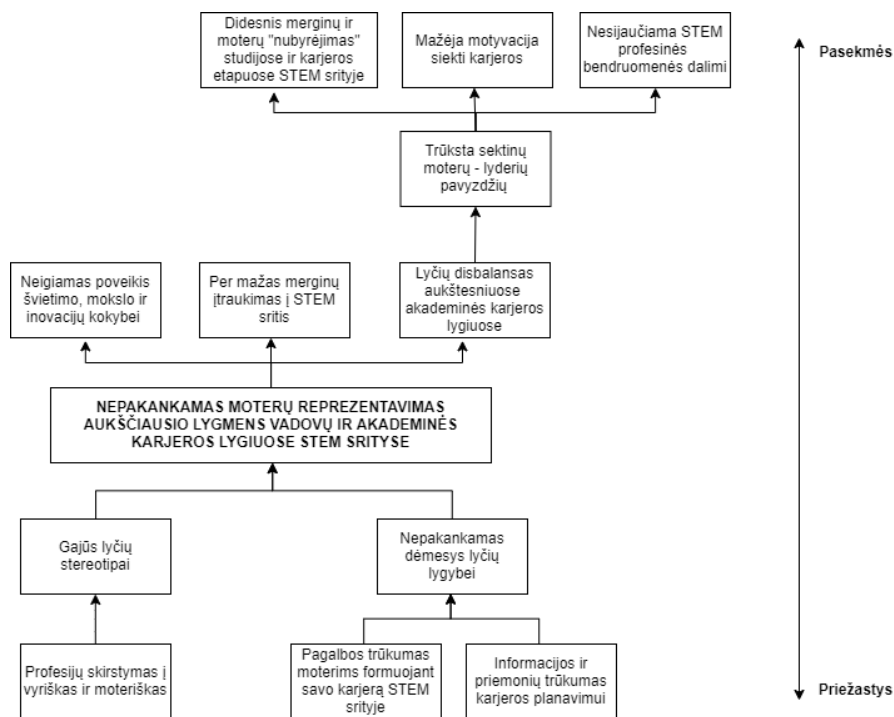 Didesnis merginų ir
moterų "nubyrėjimas"
studijose ir karjeros
etapuose STEM srityje
Mažėja motyvacija
siekti karjeros
Nesijaučiama STEM
profesinės
bendruomenės dalimi
Pasekmės
Trūksta sektinų
moterų - lyderių
pavyzdžių
Neigiamas poveikis
švietimo, mokslo ir
inovacijų kokybei
Per mažas merginų
įtraukimas į STEM
sritis
Lyčių disbalansas
aukštesniuose
akademinės karjeros
lygiuose
NEPAKANKAMAS MOTERŲ REPREZENTAVIMAS
AUKŠČIAUSIO LYGMENS VADOVŲ IR AKADEMINĖS
KARJEROS LYGIUOSE STEM SRITYSE
Gajūs lyčių
stereotipai
Nepakankamas
dėmesys lyčių
lygybei
Profesijų skirstymas į
vyriškas ir moteriškas
Pagalbos trūkumas
moterims formuojant
savo karjerą STEM
srityje
Informacijos ir
priemonių trūkumas
karjeros planavimui
Priežastys